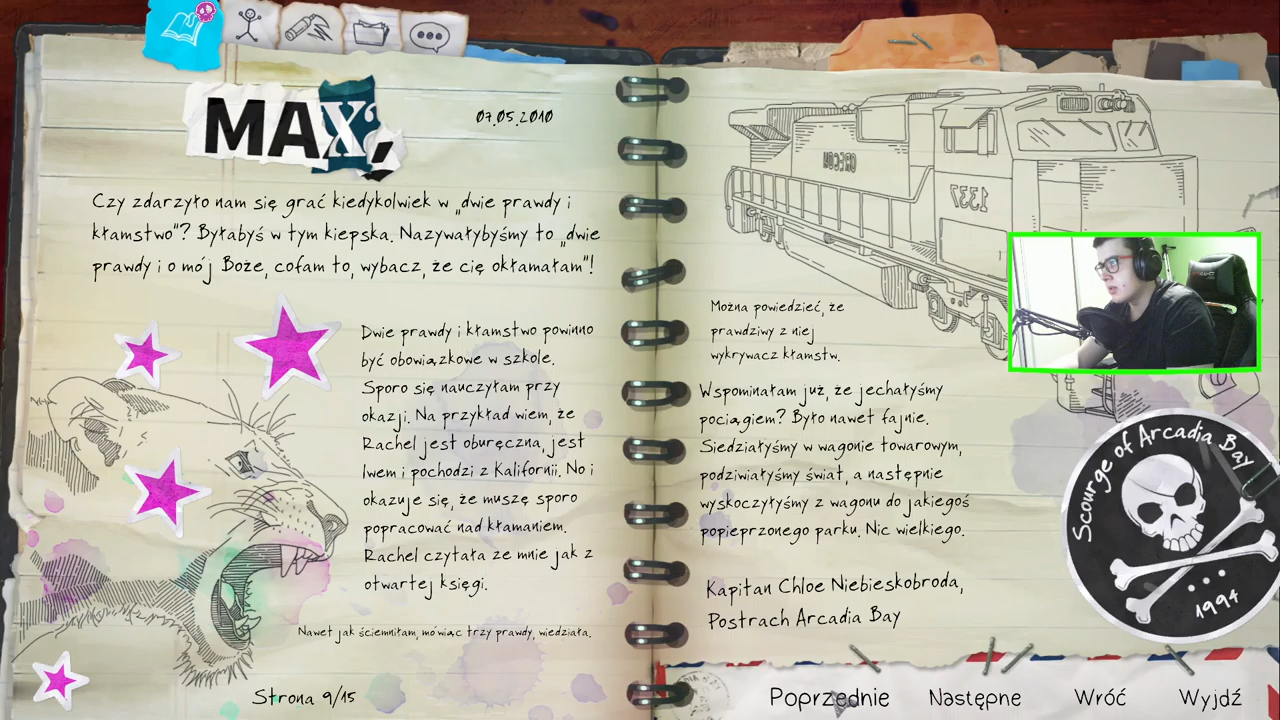 MAX,
07.05.2010
Czy zdarzyło nam się grać kiedykolwiek w „dwie prawdy i
kłamstwo"? Byłabyś w tym kiepska. Nazywałybyśmy to „dwie
prawdy i o mój Boże, cofam to, wybacz, że cię okłamałam"!
Dwie prawdy i kłamstwo powinno
być obowiązkowe w szkole.
Sporo się nauczyłam przy
okazji. Na przykład wiem, że
Rachel jest oburęczna, jest
lwem i pochodzi z Kalifornii. No i
okazuje się, że muszę sporo
popracować nad kłamaniem.
Rachel czytała ze mnie jak z
otwartej księgi.
Nawet jak ściemniłam, mówiąc trzy prawdy, wiedziała.
Strona 9/15
OREGON
1337
Można powiedzieć, że
prawdziwy z niej
wykrywacz kłamstw.
Wspominałam już, że jechałyśmy
pociągiem? Było nawet fajnie.
Siedziałyśmy w wagonie towarowym,
podziwiałyśmy świat, a następnie
wyskoczyłyśmy z wagonu do jakiegoś
popieprzonego parku. Nic wielkiego.
Kapitan Chloe Niebieskobroda,
Postrach Arcadia Bay
Scourge of Arcadia Bay
1994
Poprzednie Następne Wróć Wyjdź